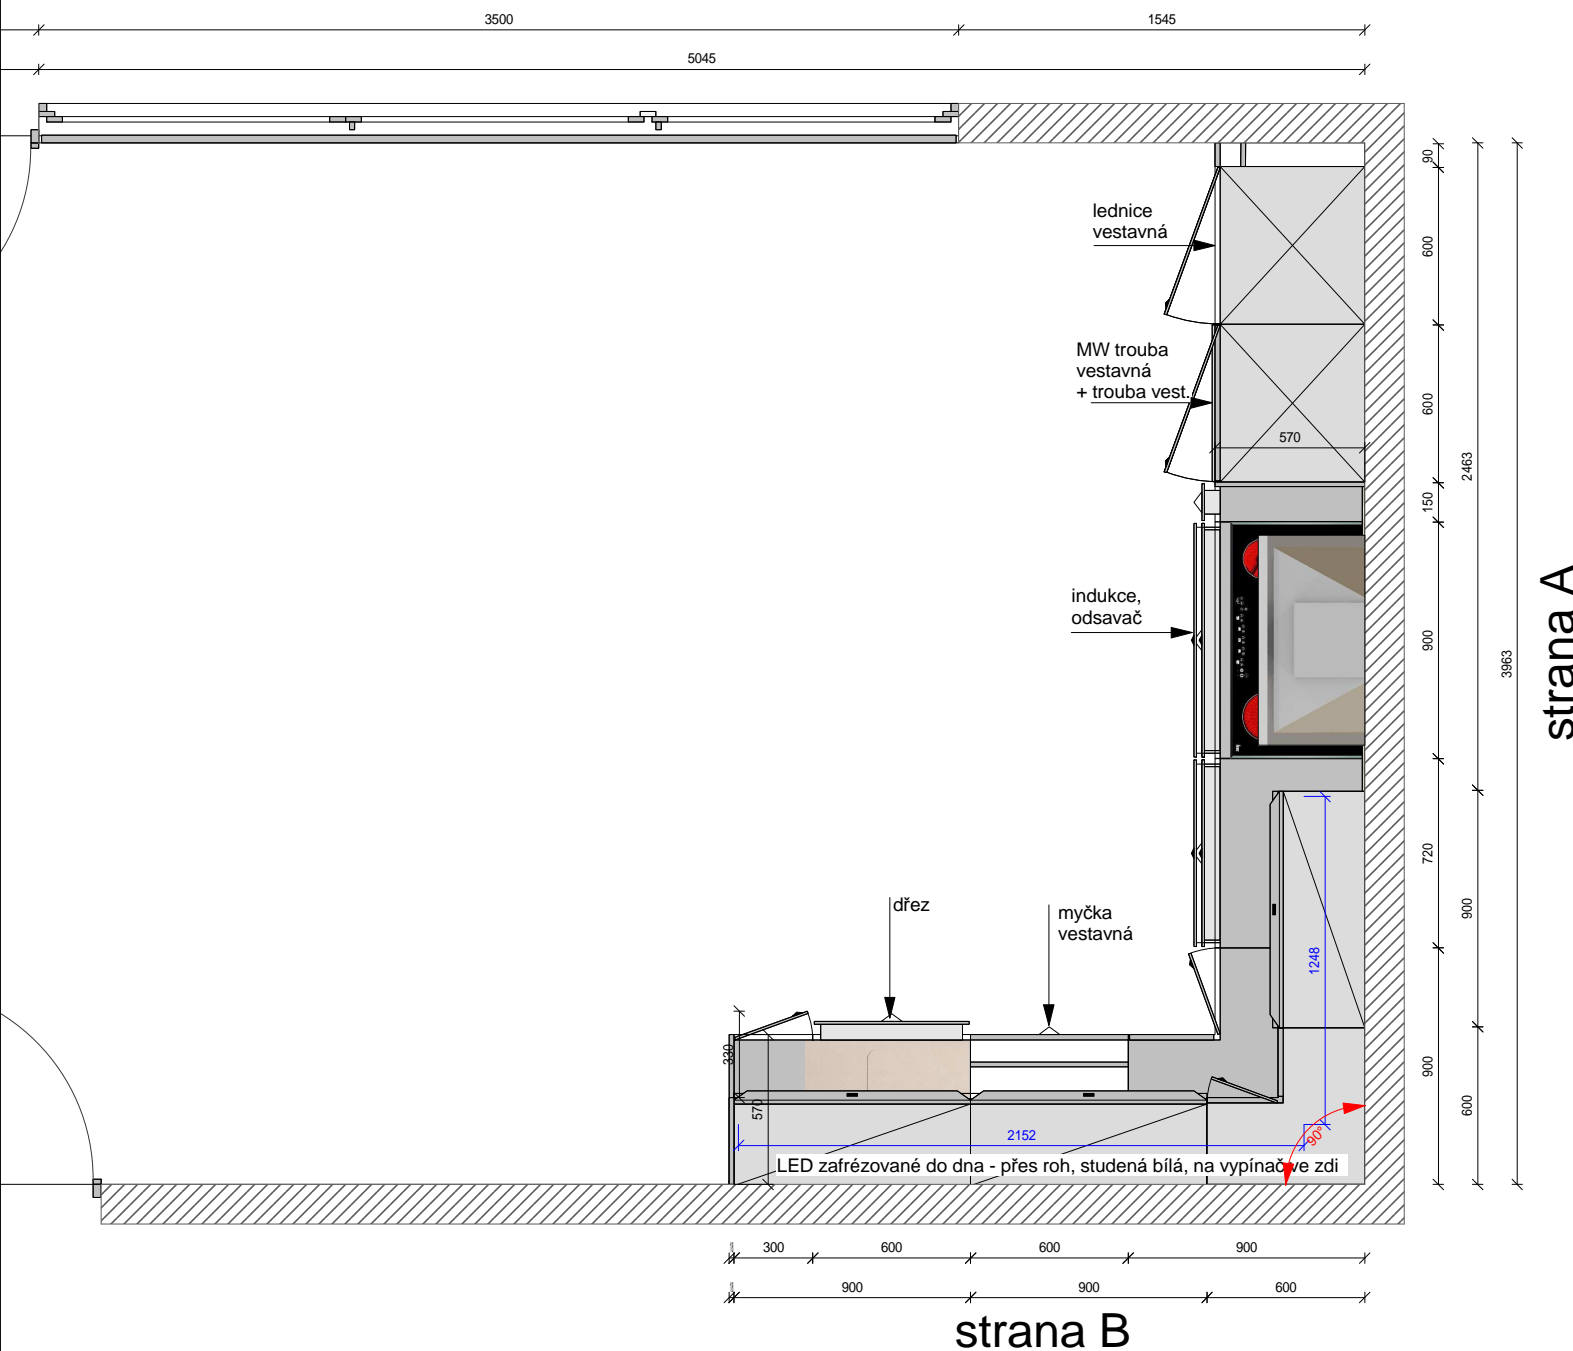 3500
1545
5045
lednice
vestavná
MW trouba
vestavná
+ trouba vest.
indukce,
odsavač
dřez
myčka
vestavná
90
600
600
150
900
720
900
2463
900
600
3963
strana A
570
1248
330
570
2152
90°
LED zafrézované do dna - přes roh, studená bílá, na vypínač ve zdi
300
600
600
900
900
900
600
strana B